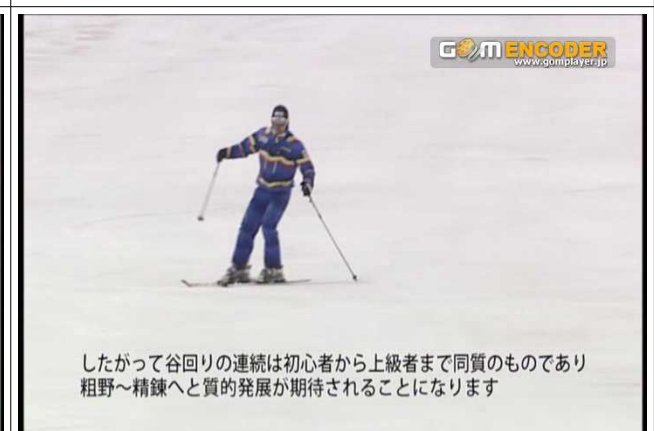 GOM ENCODER
www.gomplayer.jp
したがって谷回りの連続は初心者から上級者まで同質のものであり
粗野～精錬へと質的発展が期待されることになります